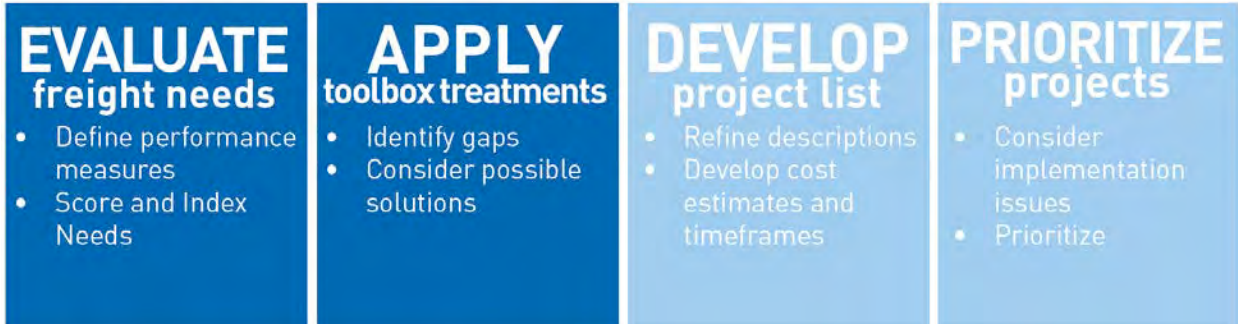 EVALUATE
freight needs
• Define performance
measures
• Score and Index
Needs
APPLY
toolbox treatments
• Identify gaps
• Consider possible
solutions
DEVELOP
project list
• Refine descriptions
• Develop cost
estimates and
timeframes
PRIORITIZE
projects
• Consider
implementation
issues
• Prioritize